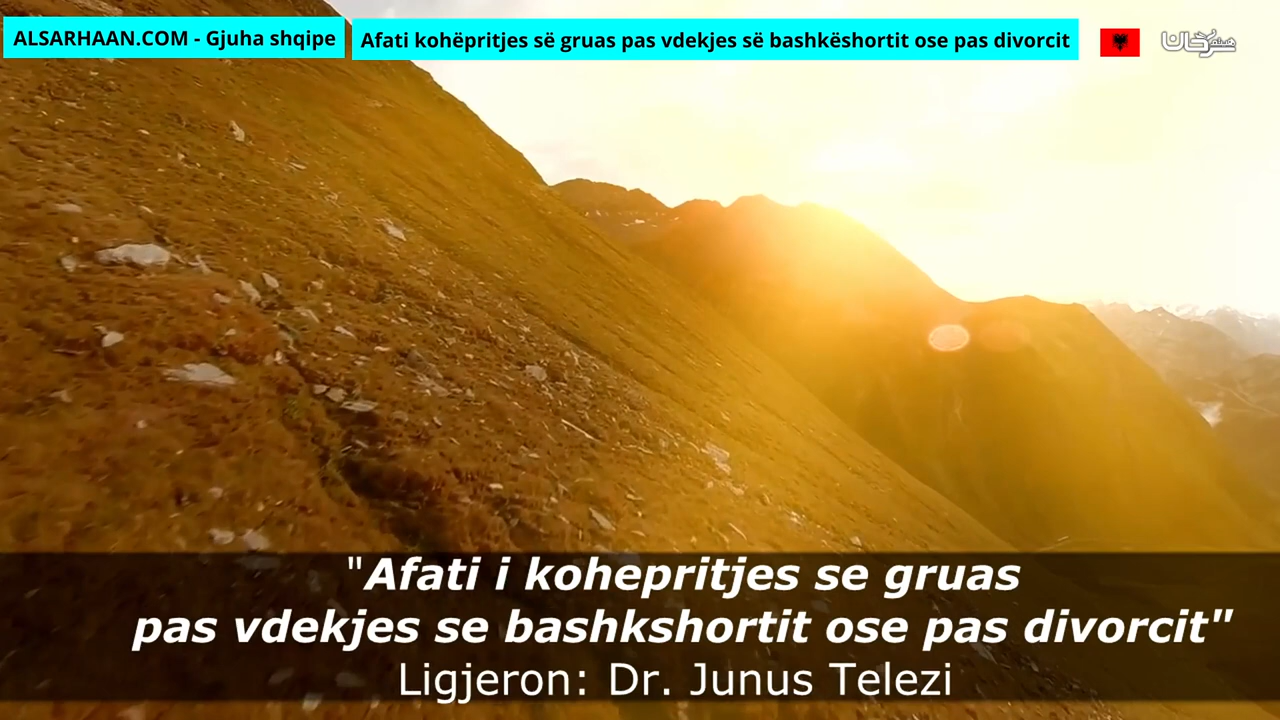 ALSARHAAN.COM - Gjuha shqipe
Afati kohëpritjes së gruas pas vdekjes së bashkëshortit ose pas divorcit
"Afati i kohepritjes se gruas
pas vdekjes se bashkshortit ose pas divorcit"
Ligjeron: Dr. Junus Telezi